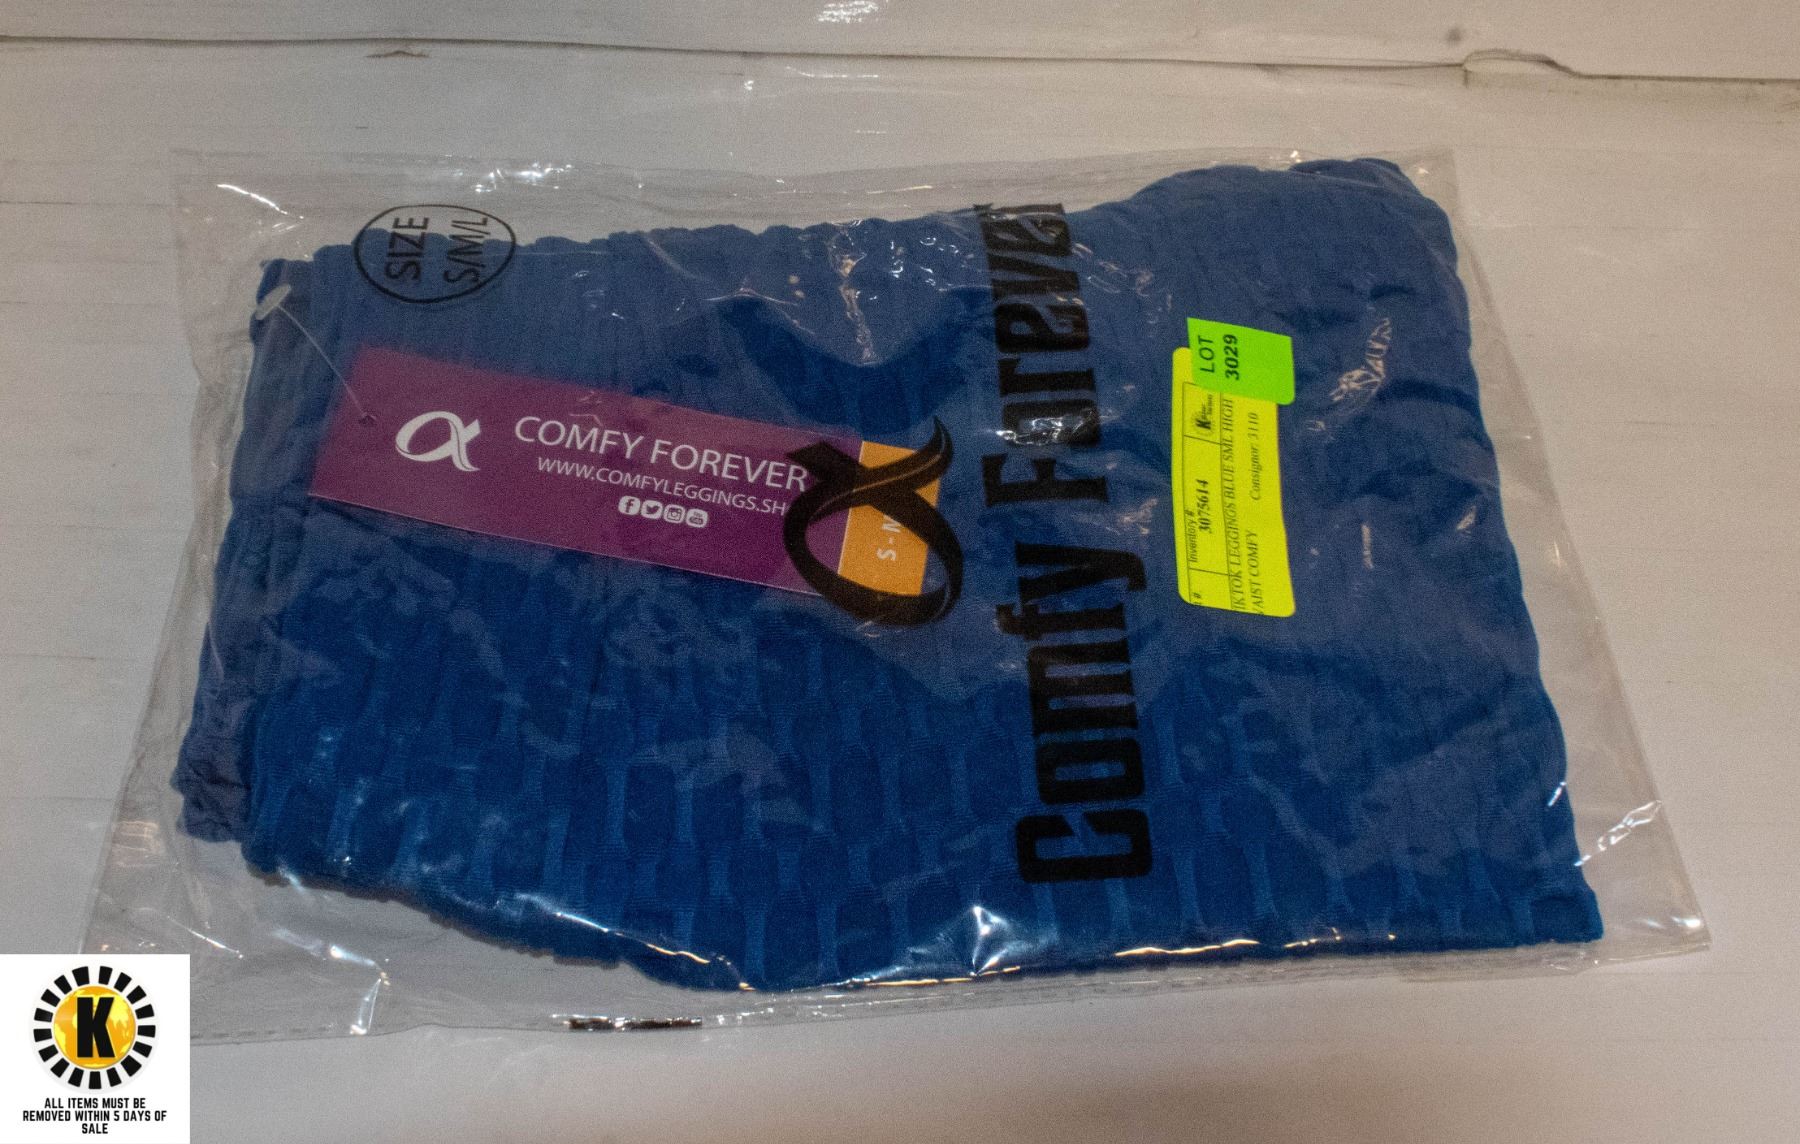 SIZE
S/M/L
COMFY FOREVER
WWW.COMFYLEGGINGS.SH
S - M
Comfy Forever
LOT
3029
Inventory #
3075614
K
IKTOK LEGGINGS BLUE SML HIGH
AIST COMFY
Consignor: 3110
K
ALL ITEMS MUST BE
REMOVED WITHIN 5 DAYS OF
SALE